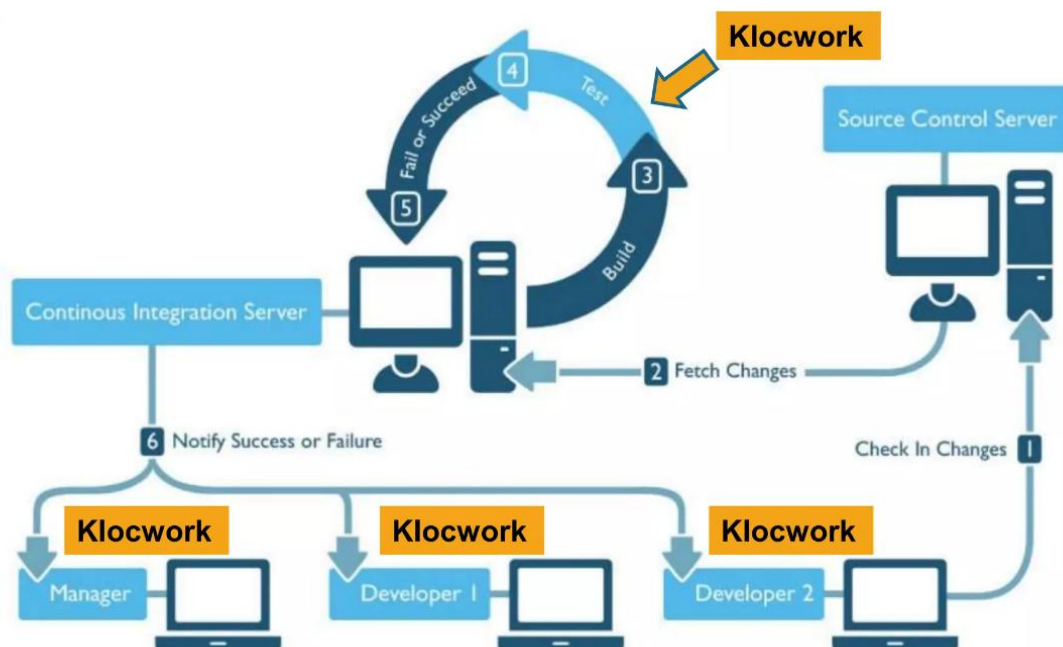 Klocwork
4
Test
Fail or Succeed
Source Control Server
3
5
Build
Continous Integration Server
2 Fetch Changes
6 Notify Success or Failure
Check In Changes 1
Klocwork
Klocwork
Klocwork
Manager
Developer 1
Developer 2